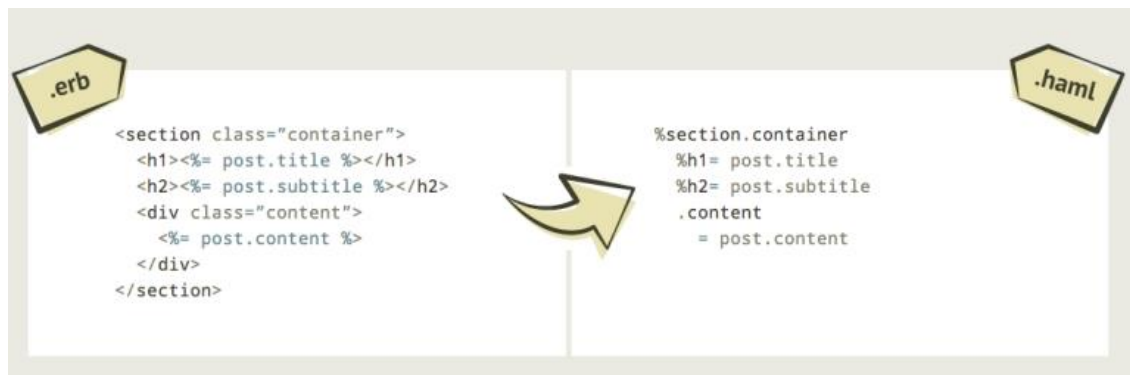 .erb
<section class="container">
<h1><%= post.title %></h1>
<h2><%= post.subtitle %></h2>
<div class="content">
<%= post.content %>
</div>
</section>
.haml
%section.container
%h1= post.title
%h2= post.subtitle
.content
= post.content